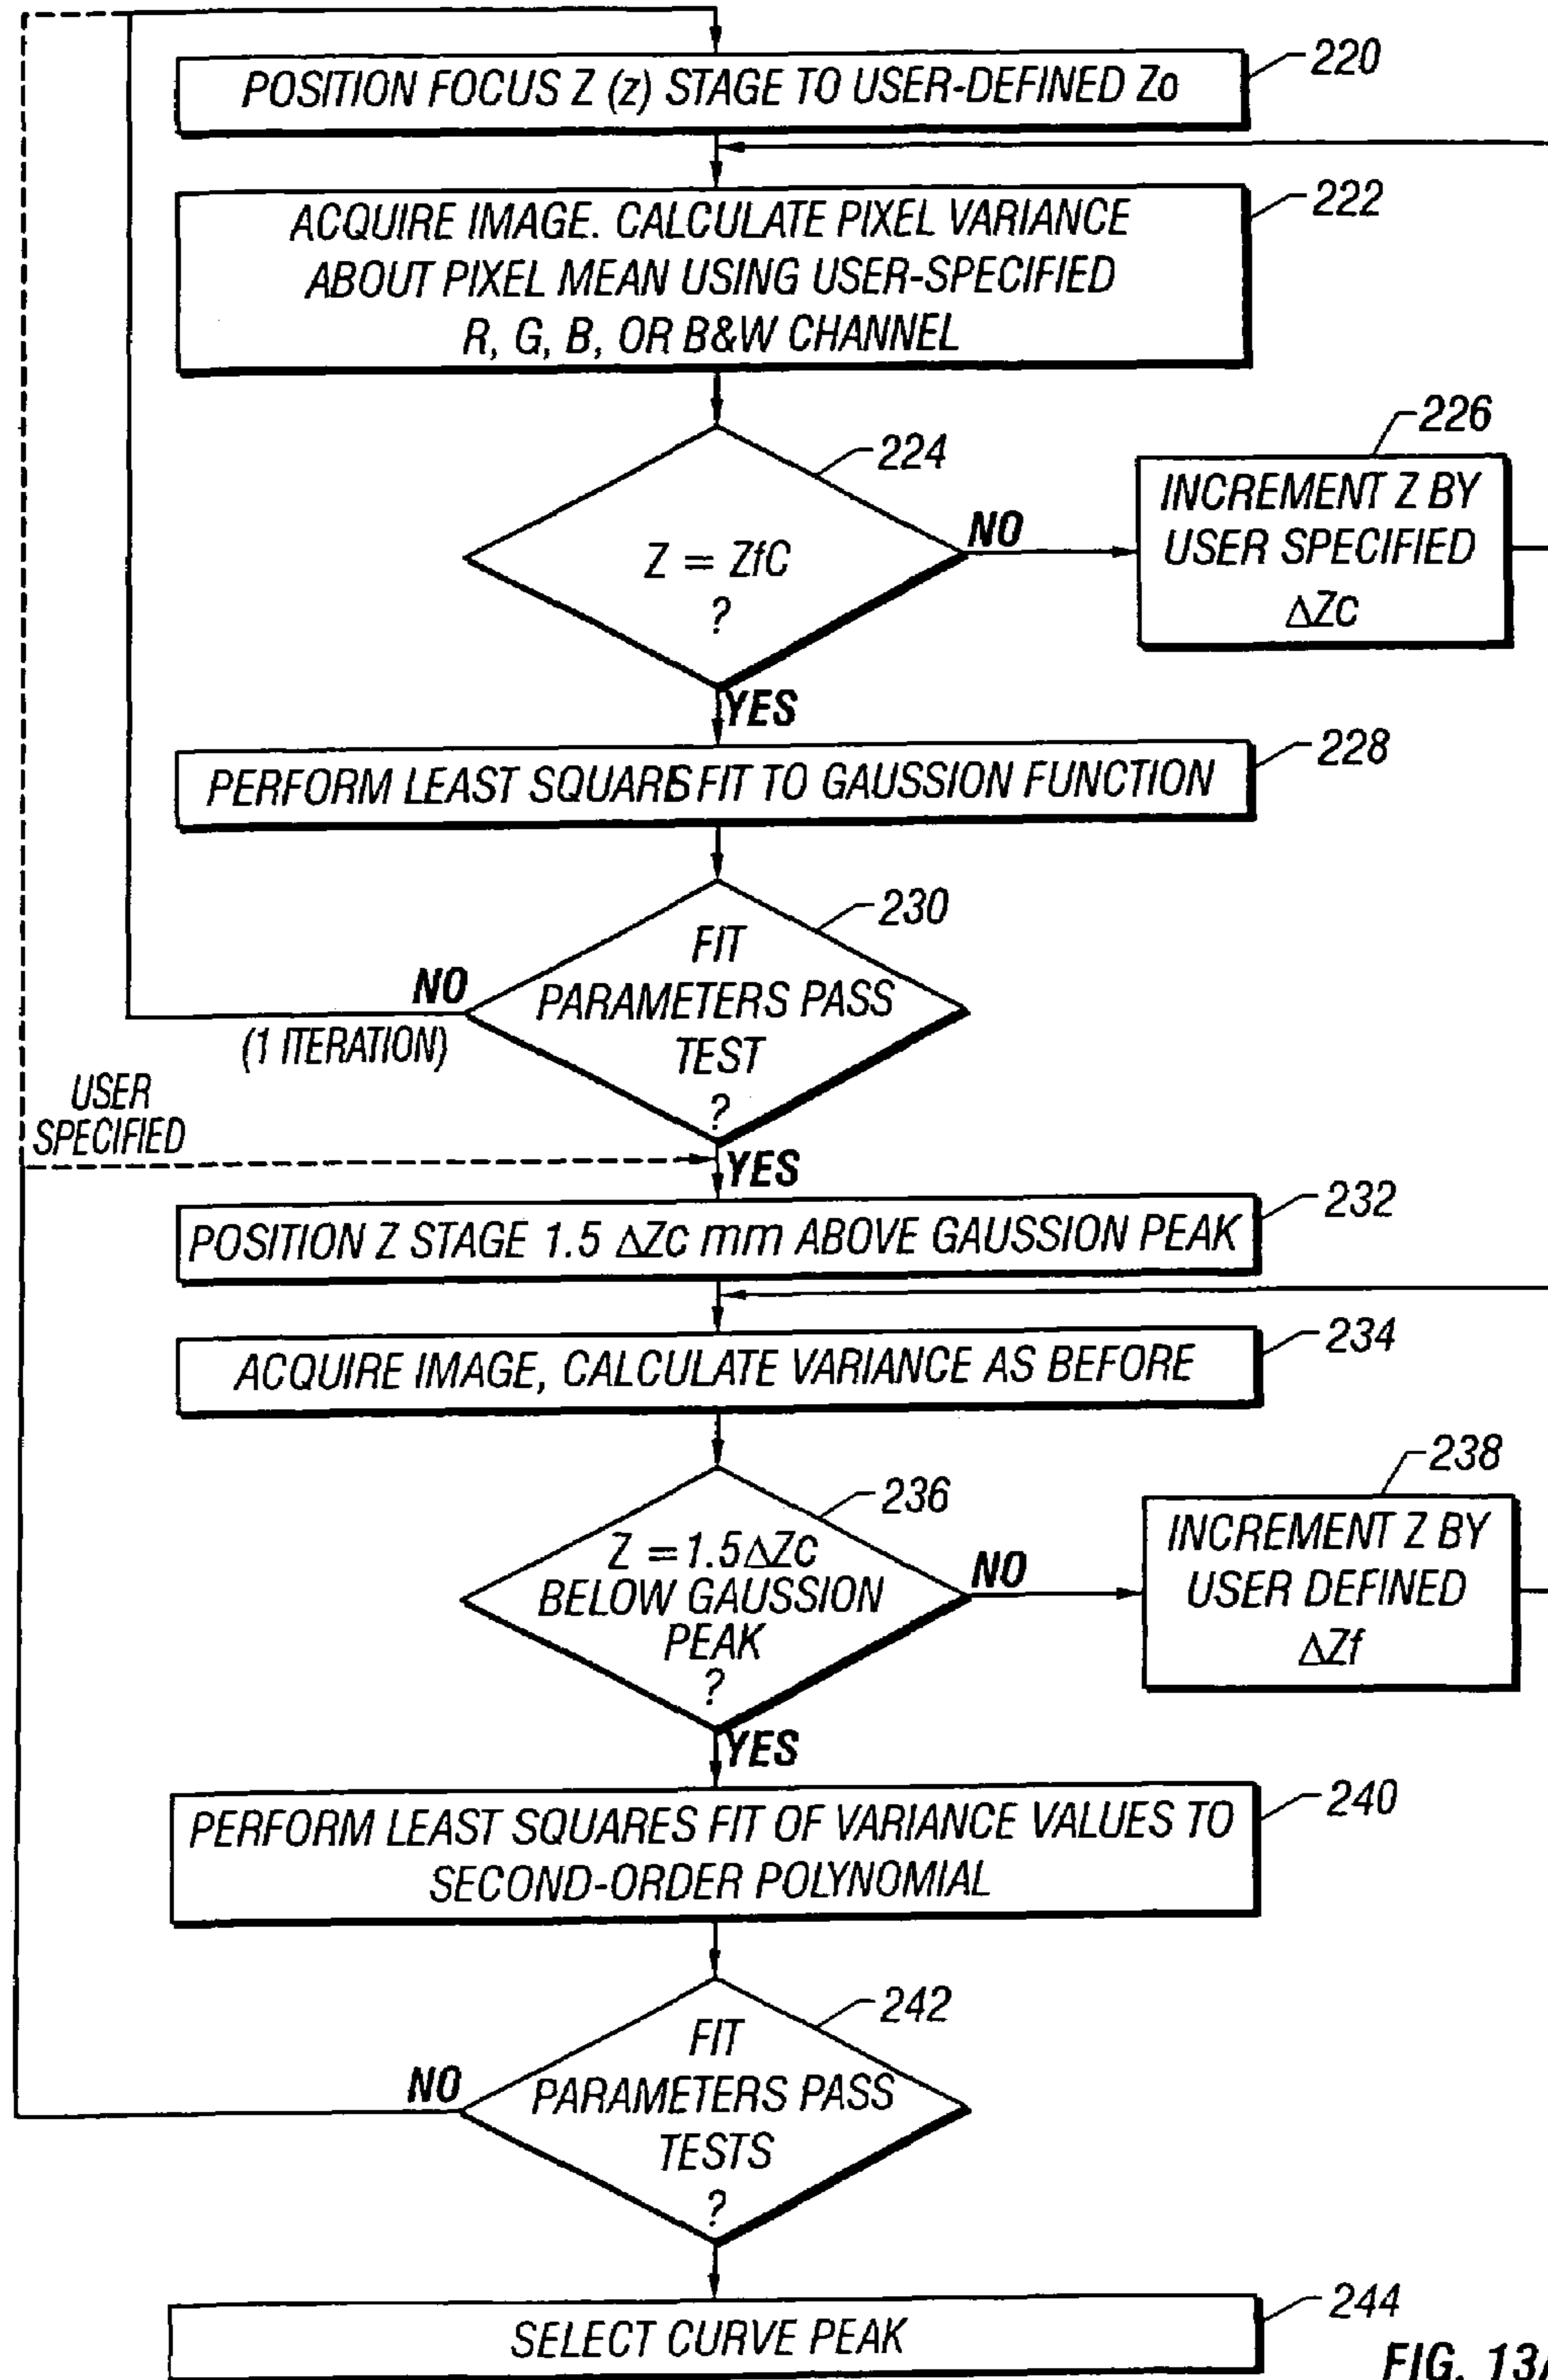 220
POSITION FOCUS Z (z) STAGE TO USER-DEFINED Zo
222
ACQUIRE IMAGE. CALCULATE PIXEL VARIANCE
ABOUT PIXEL MEAN USING USER-SPECIFIED
R, G, B, OR B&W CHANNEL
224
Z = ZfC
?
NO
226
INCREMENT Z BY
USER SPECIFIED
ΔZc
YES
228
PERFORM LEAST SQUARES FIT TO GAUSSION FUNCTION
230
FIT
PARAMETERS PASS
TEST
?
NO
(1 ITERATION)
USER
SPECIFIED
YES
232
POSITION Z STAGE 1.5 ΔZc mm ABOVE GAUSSION PEAK
234
ACQUIRE IMAGE, CALCULATE VARIANCE AS BEFORE
236
Z = 1.5ΔZc
BELOW GAUSSION
PEAK
?
NO
238
INCREMENT Z BY
USER DEFINED
ΔZf
YES
240
PERFORM LEAST SQUARES FIT OF VARIANCE VALUES TO
SECOND-ORDER POLYNOMIAL
242
FIT
PARAMETERS PASS
TESTS
?
NO
244
SELECT CURVE PEAK
FIG. 13A